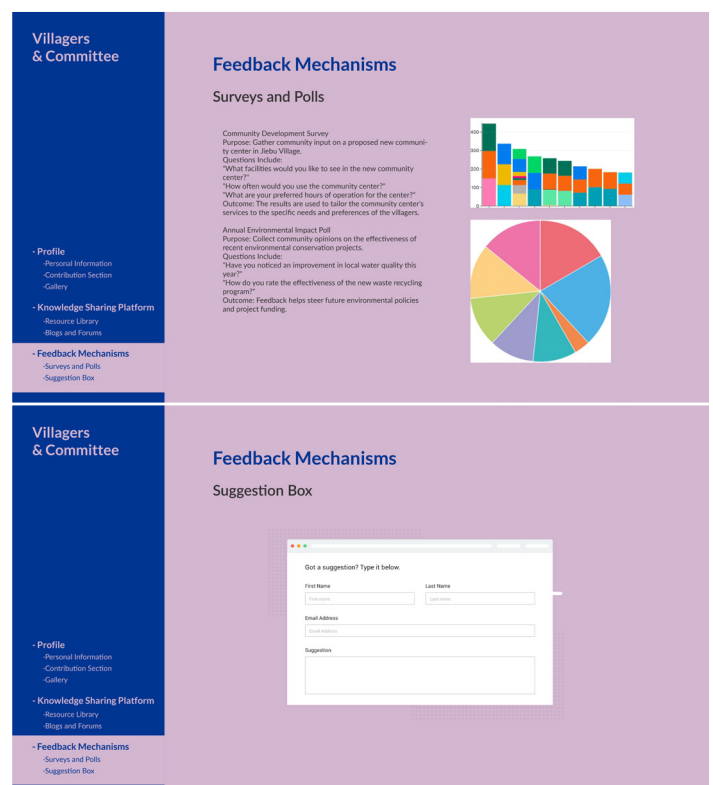 Villagers
& Committee
Feedback Mechanisms
Surveys and Polls
Community Development Survey
Purpose: Gather community input on a proposed new communi-
ty center in Jiebu Village.
Questions Include:
"What facilities would you like to see in the new community
center?"
"How often would you use the community center?"
"What are your preferred hours of operation for the center?"
Outcome: The results are used to tailor the community center's
services to the specific needs and preferences of the villagers.
Annual Environmental Impact Poll
Purpose: Collect community opinions on the effectiveness of
recent environmental conservation projects.
Questions Include:
"Have you noticed an improvement in local water quality this
year?"
"How do you rate the effectiveness of the new waste recycling
program?"
Outcome: Feedback helps steer future environmental policies
and project funding.
400
300
200
100
0
- Profile
-Personal Information
-Contribution Section
-Gallery
- Knowledge Sharing Platform
-Resource Library
-Blogs and Forums
- Feedback Mechanisms
-Surveys and Polls
-Suggestion Box
Villagers
& Committee
Feedback Mechanisms
Suggestion Box
Got a suggestion? Type it below.
First Name
Last Name
First name
Last name
Email Address
Email Address
Suggestion
- Profile
-Personal Information
-Contribution Section
-Gallery
- Knowledge Sharing Platform
-Resource Library
-Blogs and Forums
- Feedback Mechanisms
-Surveys and Polls
-Suggestion Box